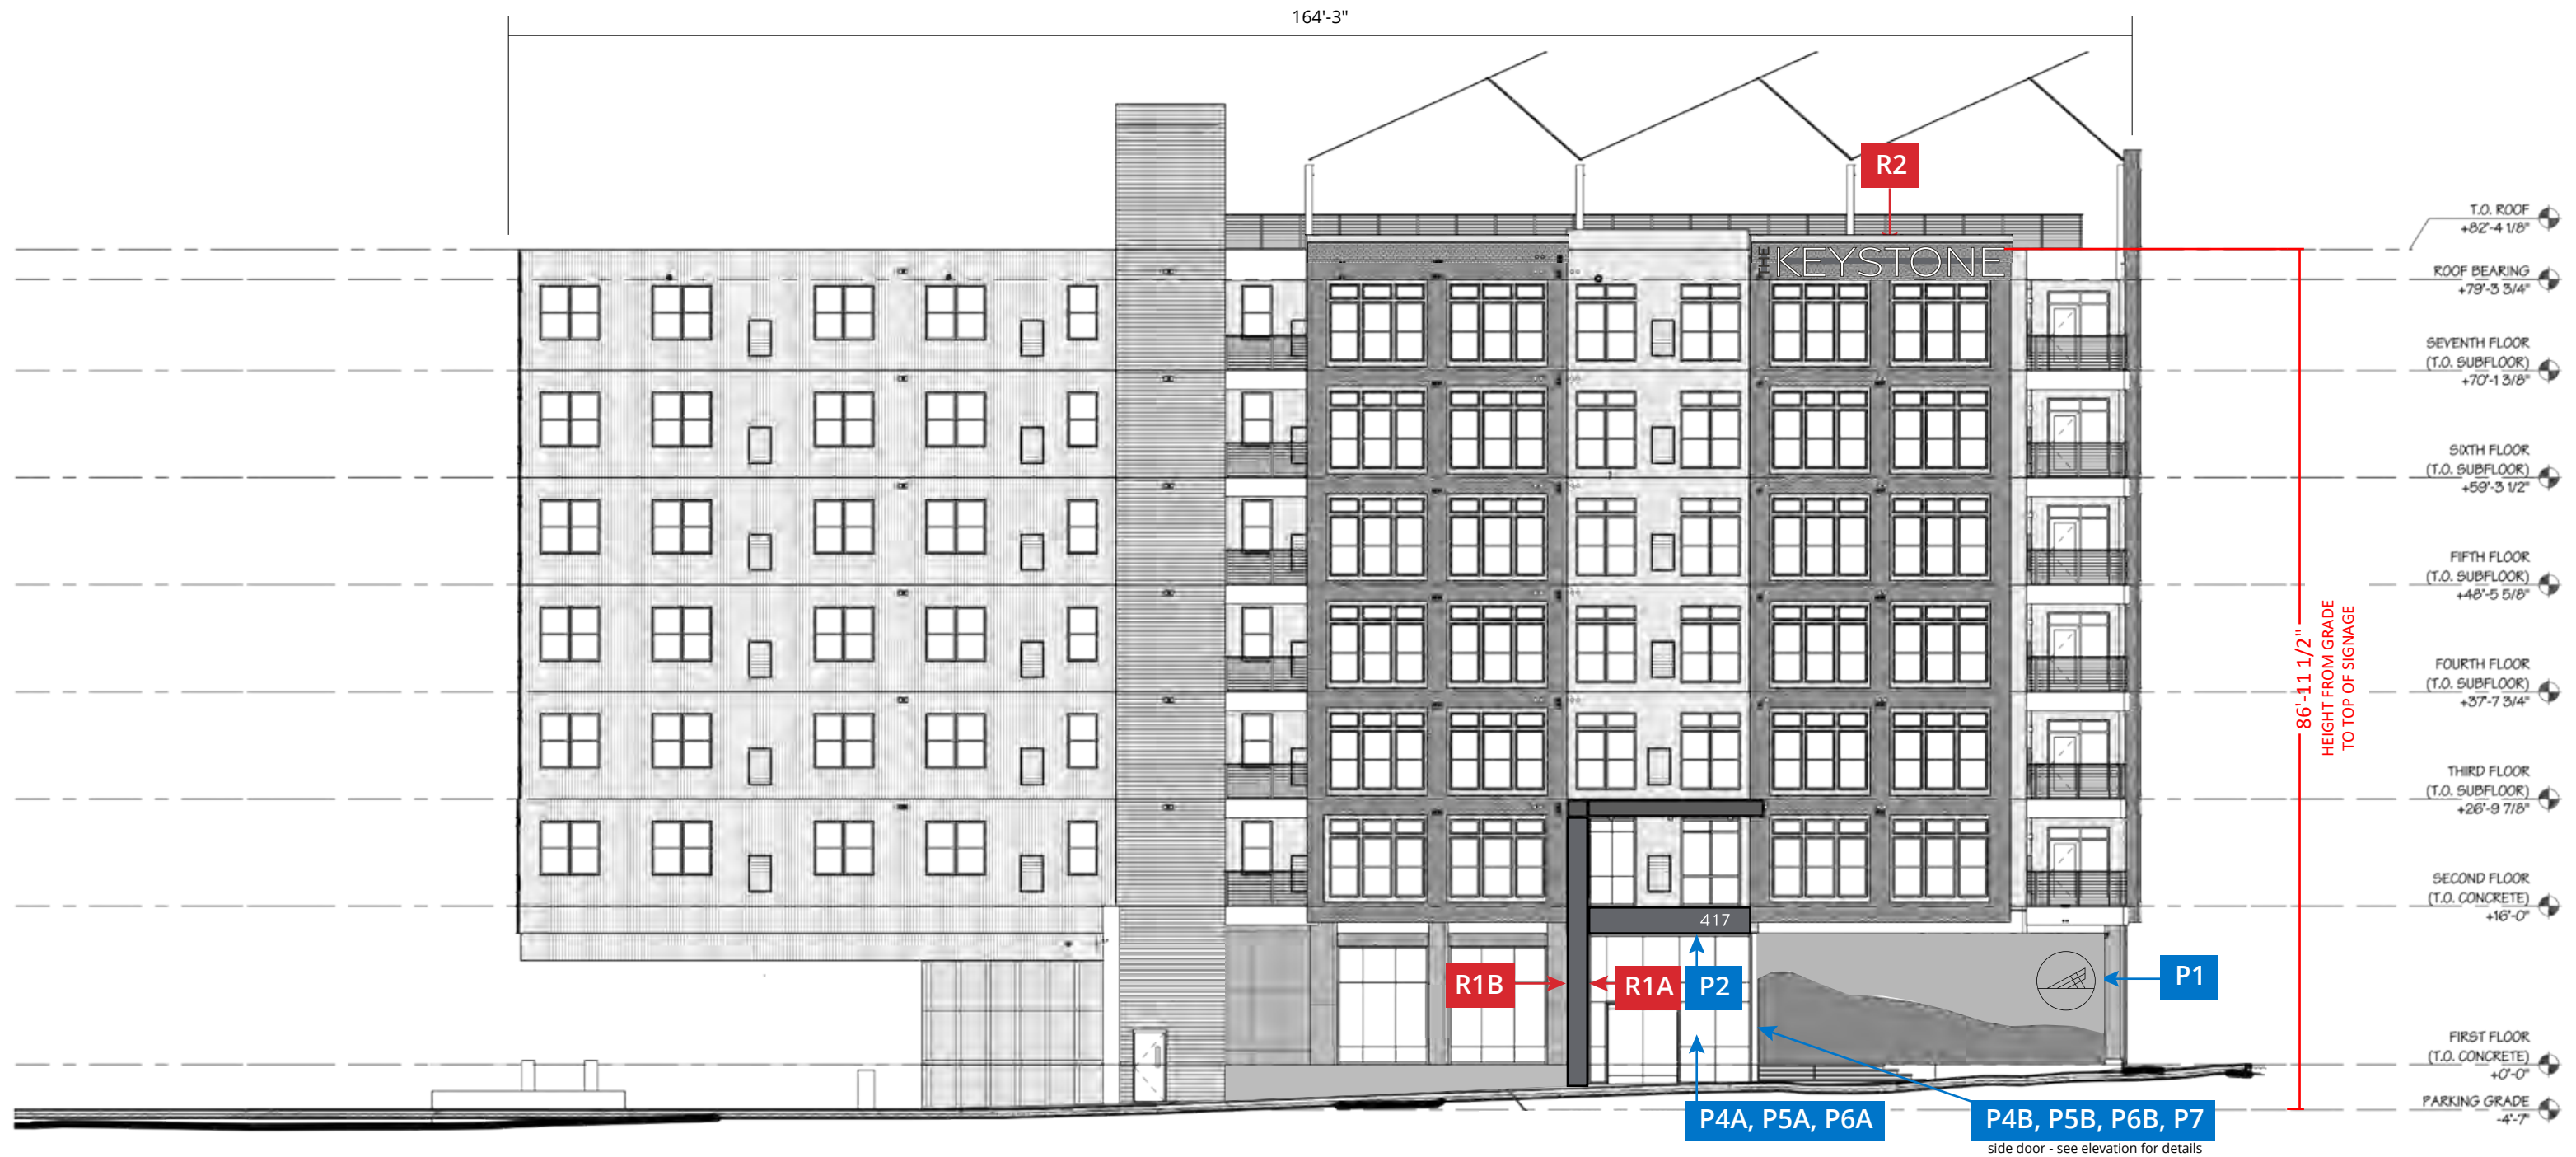 164'-3"
R2
THE
KEYSTONE
T.O. ROOF
+82'-4 1/8"
ROOF BEARING
+79'-3 3/4"
SEVENTH FLOOR
(T.O. SUBFLOOR)
+70'-1 3/8"
SIXTH FLOOR
(T.O. SUBFLOOR)
+59'-3 1/2"
FIFTH FLOOR
(T.O. SUBFLOOR)
+48'-5 5/8"
86'-11 1/2"
HEIGHT FROM GRADE
TO TOP OF SIGNAGE
FOURTH FLOOR
(T.O. SUBFLOOR)
+37'-7 3/4"
THIRD FLOOR
(T.O. SUBFLOOR)
+26'-9 7/8"
SECOND FLOOR
(T.O. CONCRETE)
+16'-0"
417
R1B
R1A
P2
P1
FIRST FLOOR
(T.O. CONCRETE)
+0'-0"
PARKING GRADE
-4'-7"
P4A, P5A, P6A
P4B, P5B, P6B, P7
side door - see elevation for details